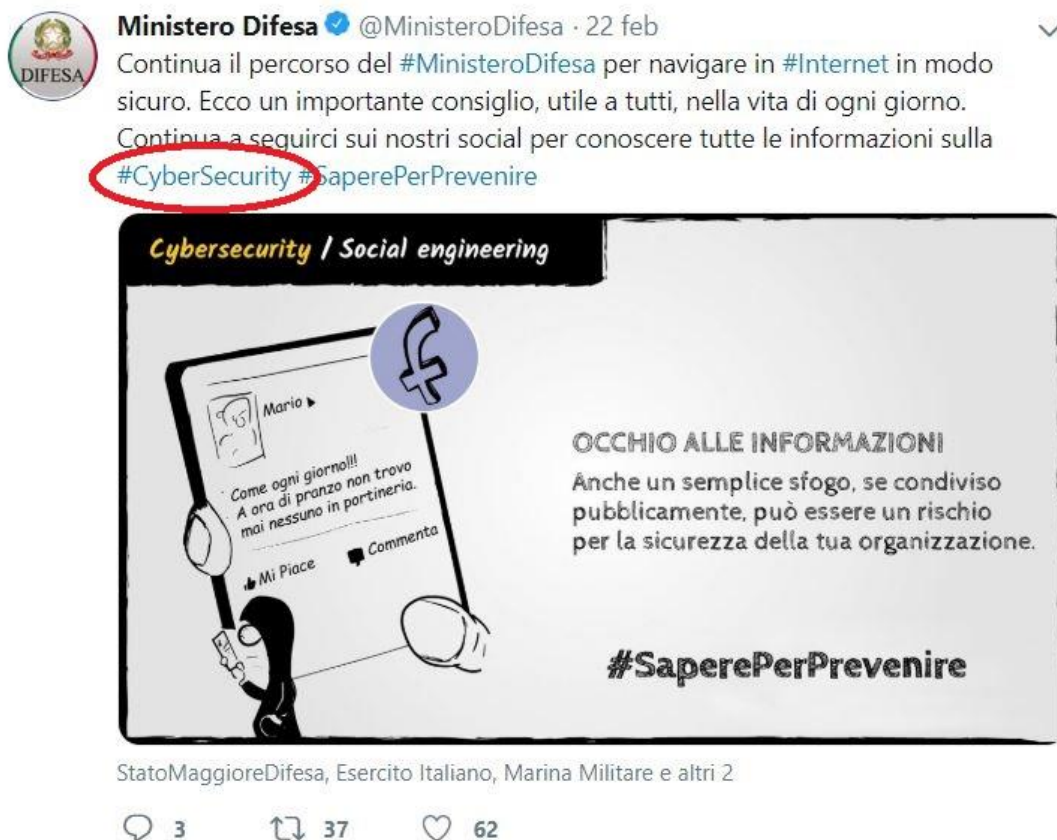 Ministero Difesa @MinisteroDifesa · 22 feb
DIFESA
Continua il percorso del #MinisteroDifesa per navigare in #Internet in modo
sicuro. Ecco un importante consiglio, utile a tutti, nella vita di ogni giorno.
Continua a seguirci sui nostri social per conoscere tutte le informazioni sulla
#CyberSecurity #SaperePerPrevenire
Cybersecurity / Social engineering
f
Mario
Come ogni giorno!!!
A ora di pranzo non trovo
mai nessuno in portineria.
Mi Piace
Commenta
OCCHIO ALLE INFORMAZIONI
Anche un semplice sfogo, se condiviso
pubblicamente, può essere un rischio
per la sicurezza della tua organizzazione.
#SaperePerPrevenire
StatoMaggioreDifesa, Esercito Italiano, Marina Militare e altri 2
3 37 62